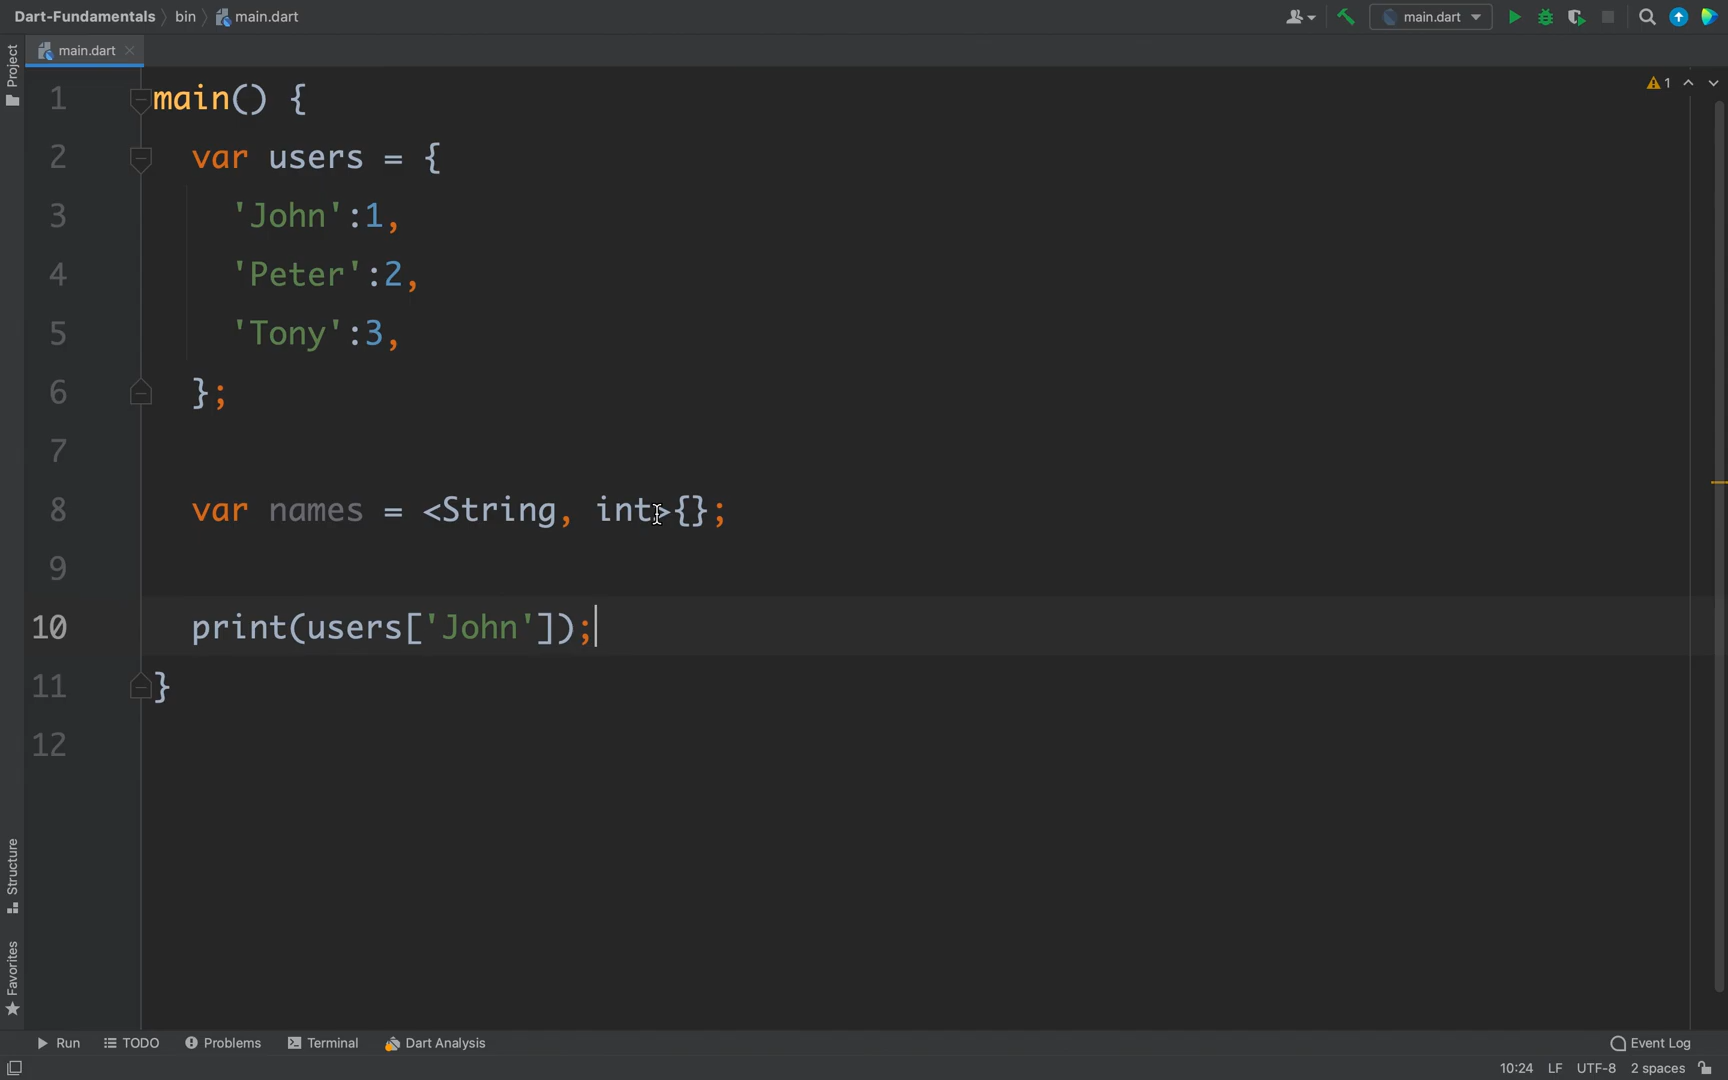 Dart-Fundamentals bin main.dart main.dart
Project main.dart
1
1 main() {
2 var users = {
3 'John':1,
4 'Peter':2,
5 'Tony':3,
6 };
7
8 var names = <String, int>{};
9
10 print(users['John']);
11 }
12
Structure
Favorites
Run TODO Problems Terminal Dart Analysis Event Log
10:24 LF UTF-8 2 spaces